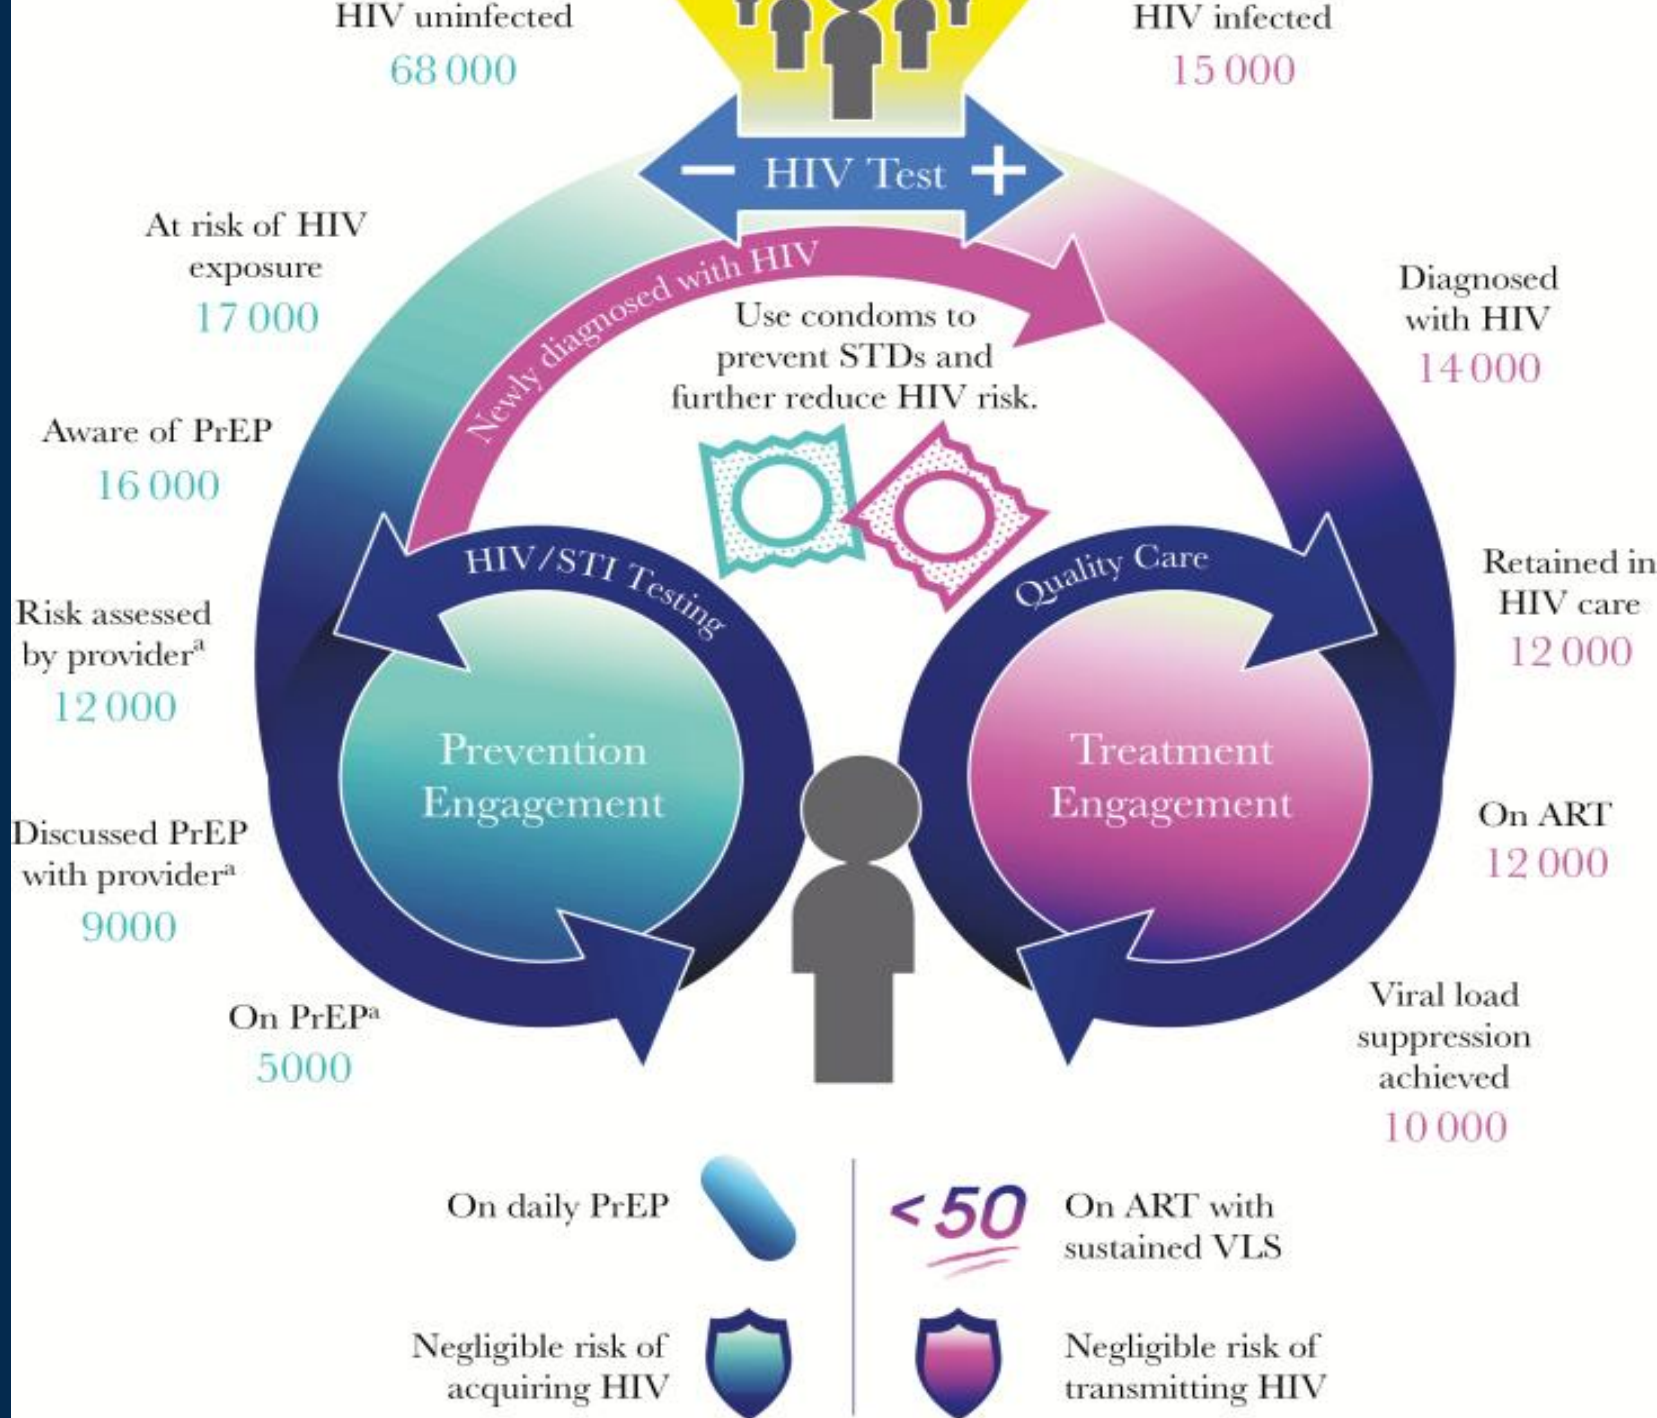 HIV uninfected
68 000
HIV infected
15 000
− HIV Test +
At risk of HIV
exposure
17 000
Newly diagnosed with HIV
Use condoms to
prevent STDs and
further reduce HIV risk.
Diagnosed
with HIV
14 000
Aware of PrEP
16 000
HIV/STI Testing
Quality Care
Risk assessed
by providerᵃ
12 000
Retained in
HIV care
12 000
Prevention
Engagement
Treatment
Engagement
Discussed PrEP
with providerᵃ
9000
On ART
12 000
On PrEPᵃ
5000
Viral load
suppression
achieved
10 000
On daily PrEP
<50
On ART with
sustained VLS
Negligible risk of
acquiring HIV
Negligible risk of
transmitting HIV